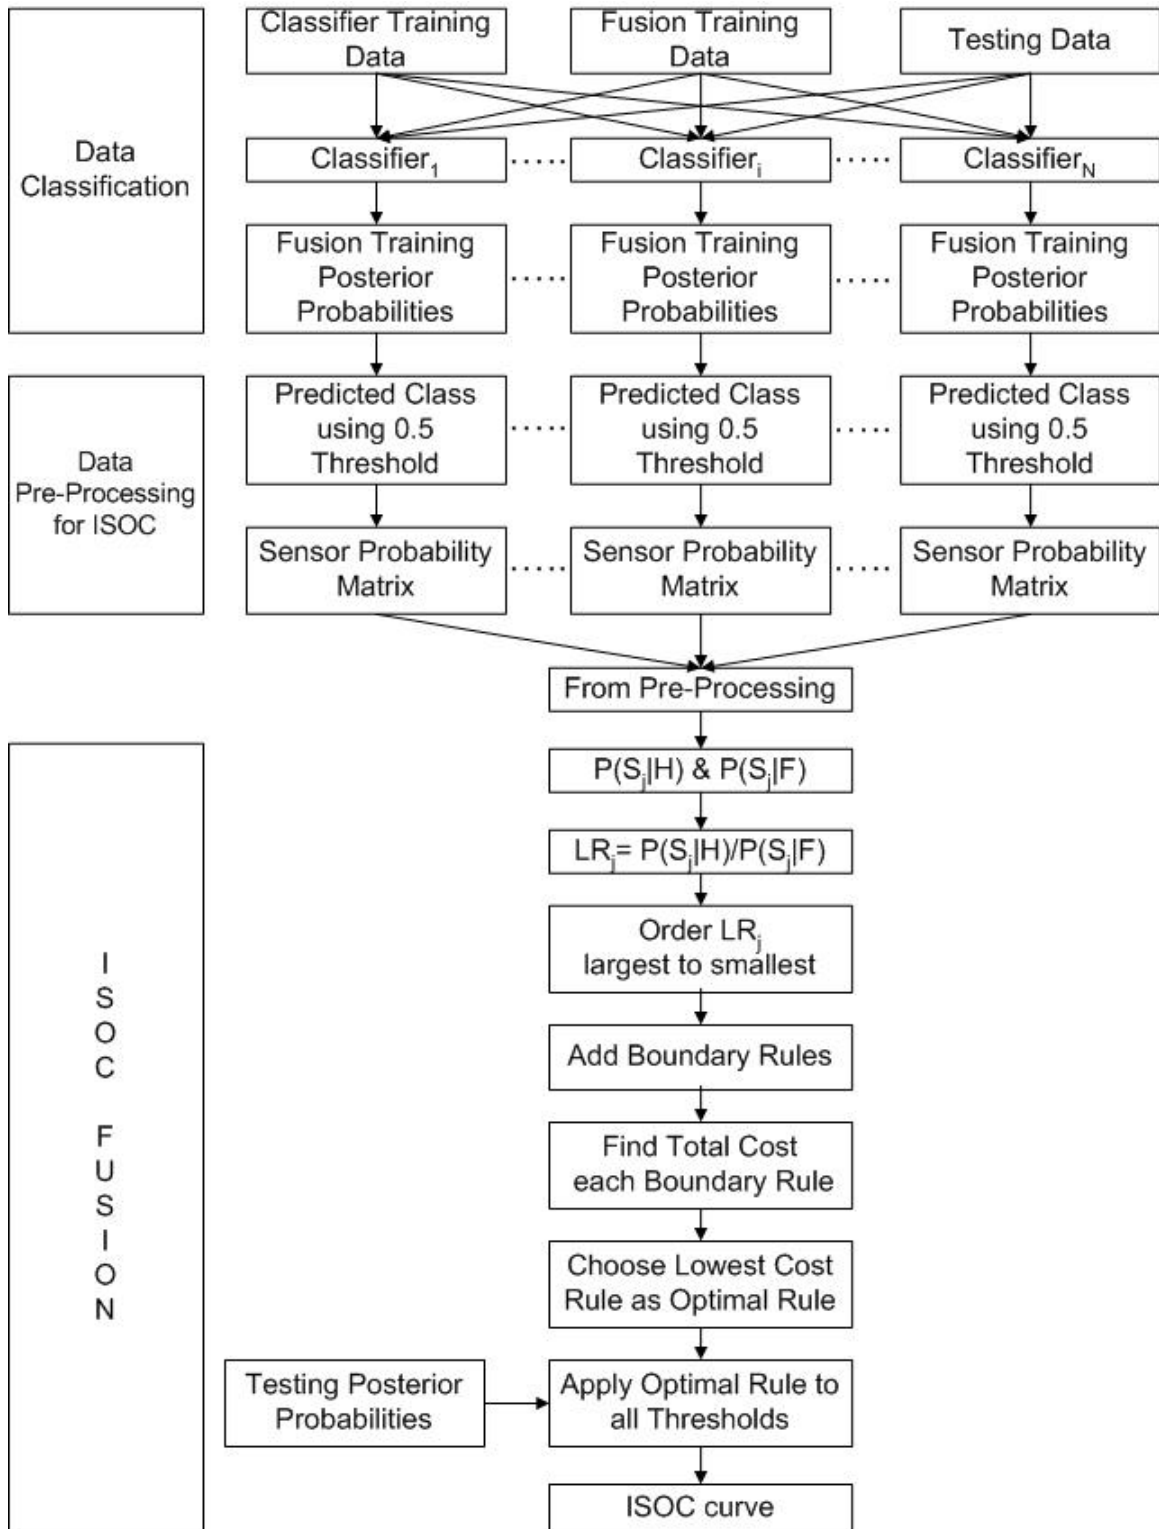 Classifier Training
Data
Fusion Training
Data
Testing Data
Data
Classification
Classifier₁
.....
Classifierᵢ
.....
Classifier_N
Fusion Training
Posterior
Probabilities
.....
Fusion Training
Posterior
Probabilities
.....
Fusion Training
Posterior
Probabilities
Data
Pre-Processing
for ISOC
Predicted Class
using 0.5
Threshold
.....
Predicted Class
using 0.5
Threshold
.....
Predicted Class
using 0.5
Threshold
Sensor Probability
Matrix
.....
Sensor Probability
Matrix
.....
Sensor Probability
Matrix
From Pre-Processing
I
S
O
C
F
U
S
I
O
N
P(Sⱼ|H) & P(Sⱼ|F)
LRⱼ= P(Sⱼ|H)/P(Sⱼ|F)
Order LRⱼ
largest to smallest
Add Boundary Rules
Find Total Cost
each Boundary Rule
Choose Lowest Cost
Rule as Optimal Rule
Testing Posterior
Probabilities
Apply Optimal Rule to
all Thresholds
ISOC curve